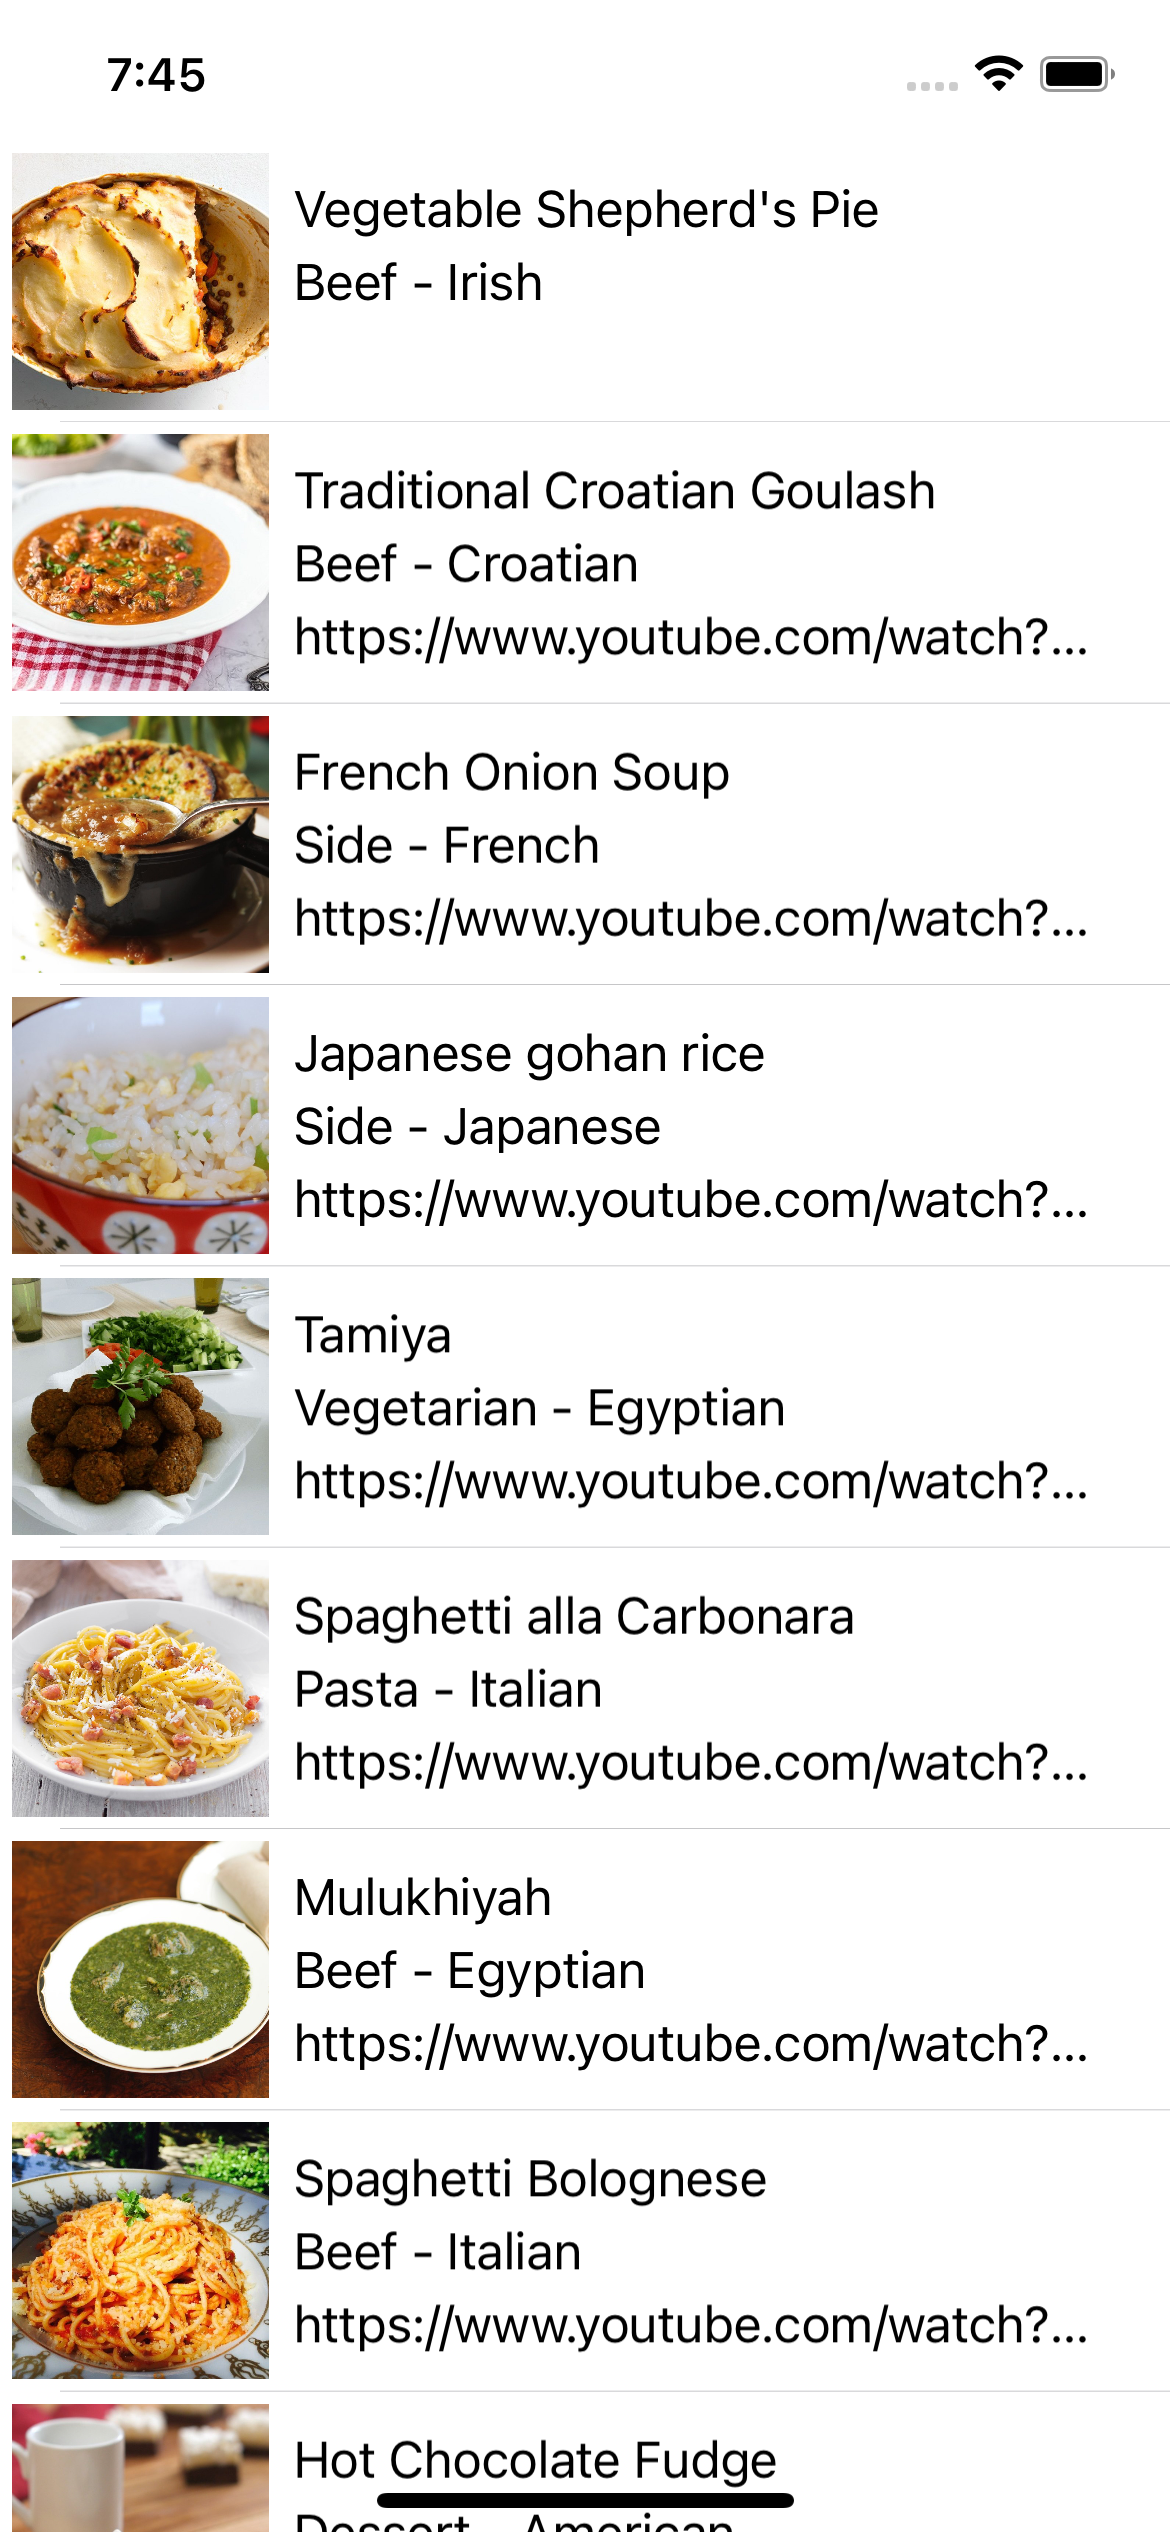 7:45
Vegetable Shepherd's Pie
Beef - Irish
Traditional Croatian Goulash
Beef - Croatian
https://www.youtube.com/watch?...
French Onion Soup
Side - French
https://www.youtube.com/watch?...
Japanese gohan rice
Side - Japanese
https://www.youtube.com/watch?...
Tamiya
Vegetarian - Egyptian
https://www.youtube.com/watch?...
Spaghetti alla Carbonara
Pasta - Italian
https://www.youtube.com/watch?...
Mulukhiyah
Beef - Egyptian
https://www.youtube.com/watch?...
Spaghetti Bolognese
Beef - Italian
https://www.youtube.com/watch?...
Hot Chocolate Fudge
Dessert - American